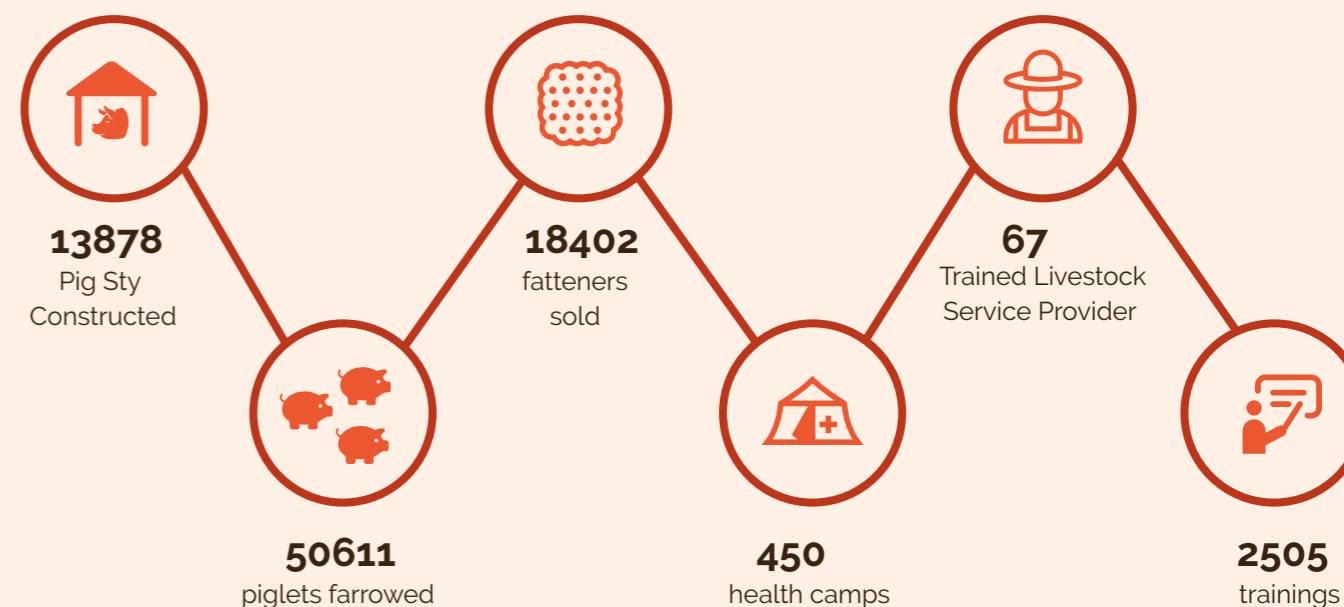 13878
Pig Sty
Constructed
50611
piglets farrowed
18402
fatteners
sold
450
health camps
67
Trained Livestock
Service Provider
2505
trainings